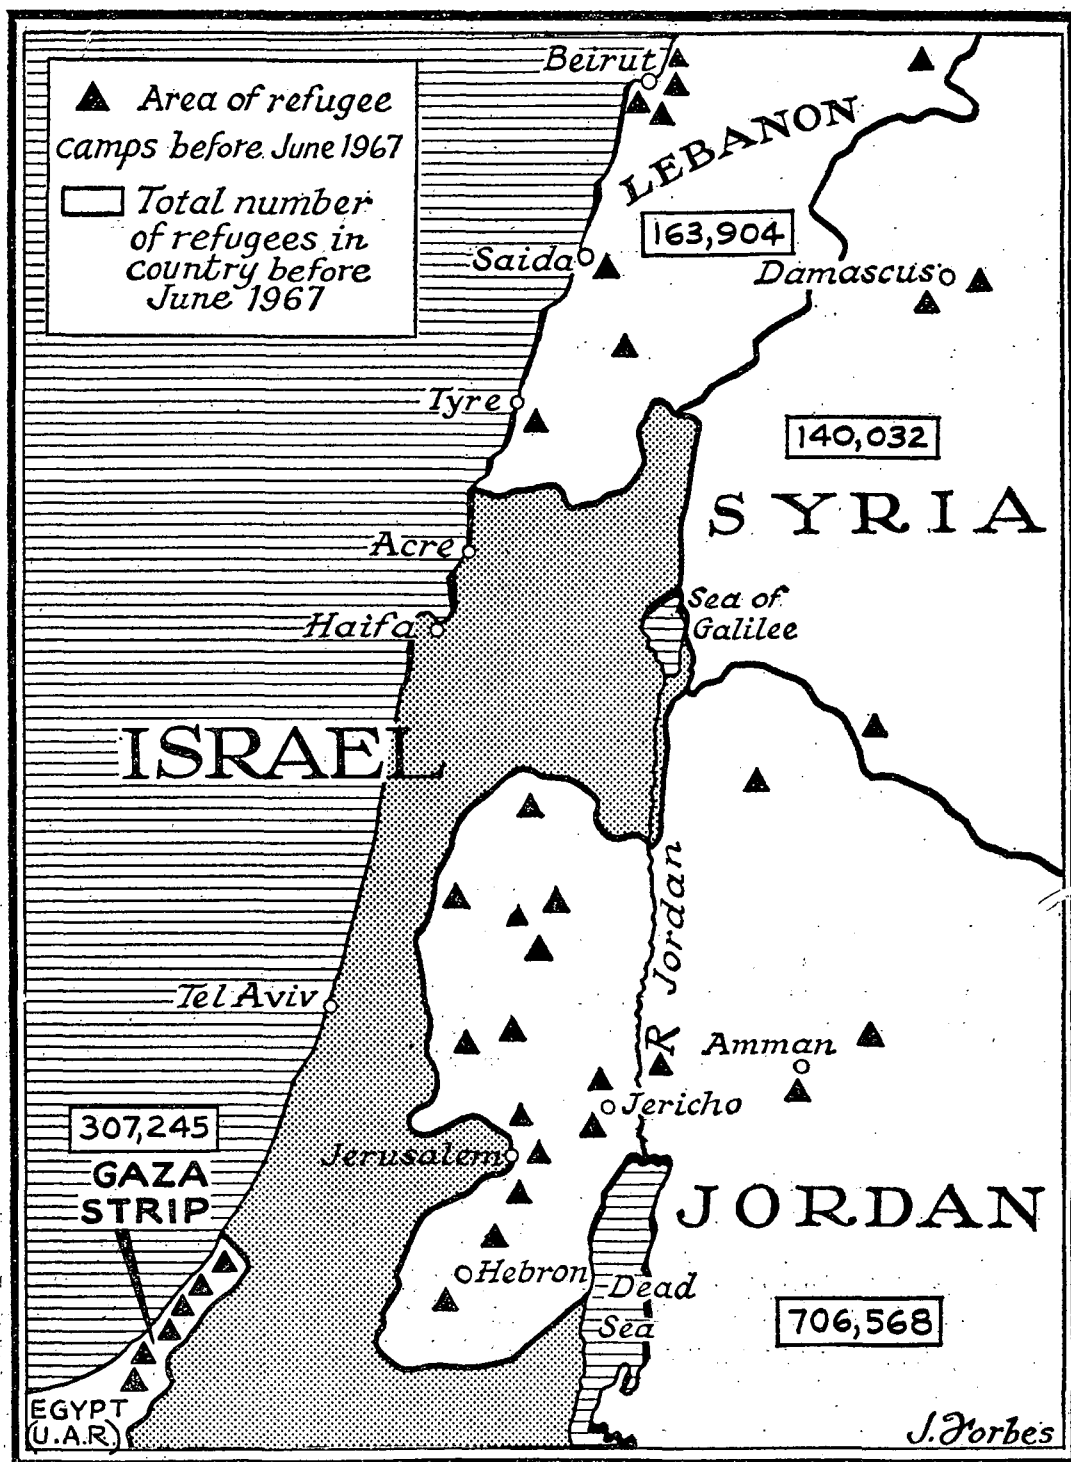 Area of refugee
camps before June 1967
Total number
of refugees in
country before
June 1967
Beirut
LEBANON
163,904
Saida
Damascus
Tyre
140,032
SYRIA
Acre
Sea of
Galilee
Haifa
ISRAEL
R Jordan
Tel Aviv
Amman
Jericho
307,245
GAZA
STRIP
Jerusalem
JORDAN
Hebron
Dead
Sea
706,568
EGYPT
(U.A.R.)
J. Forbes